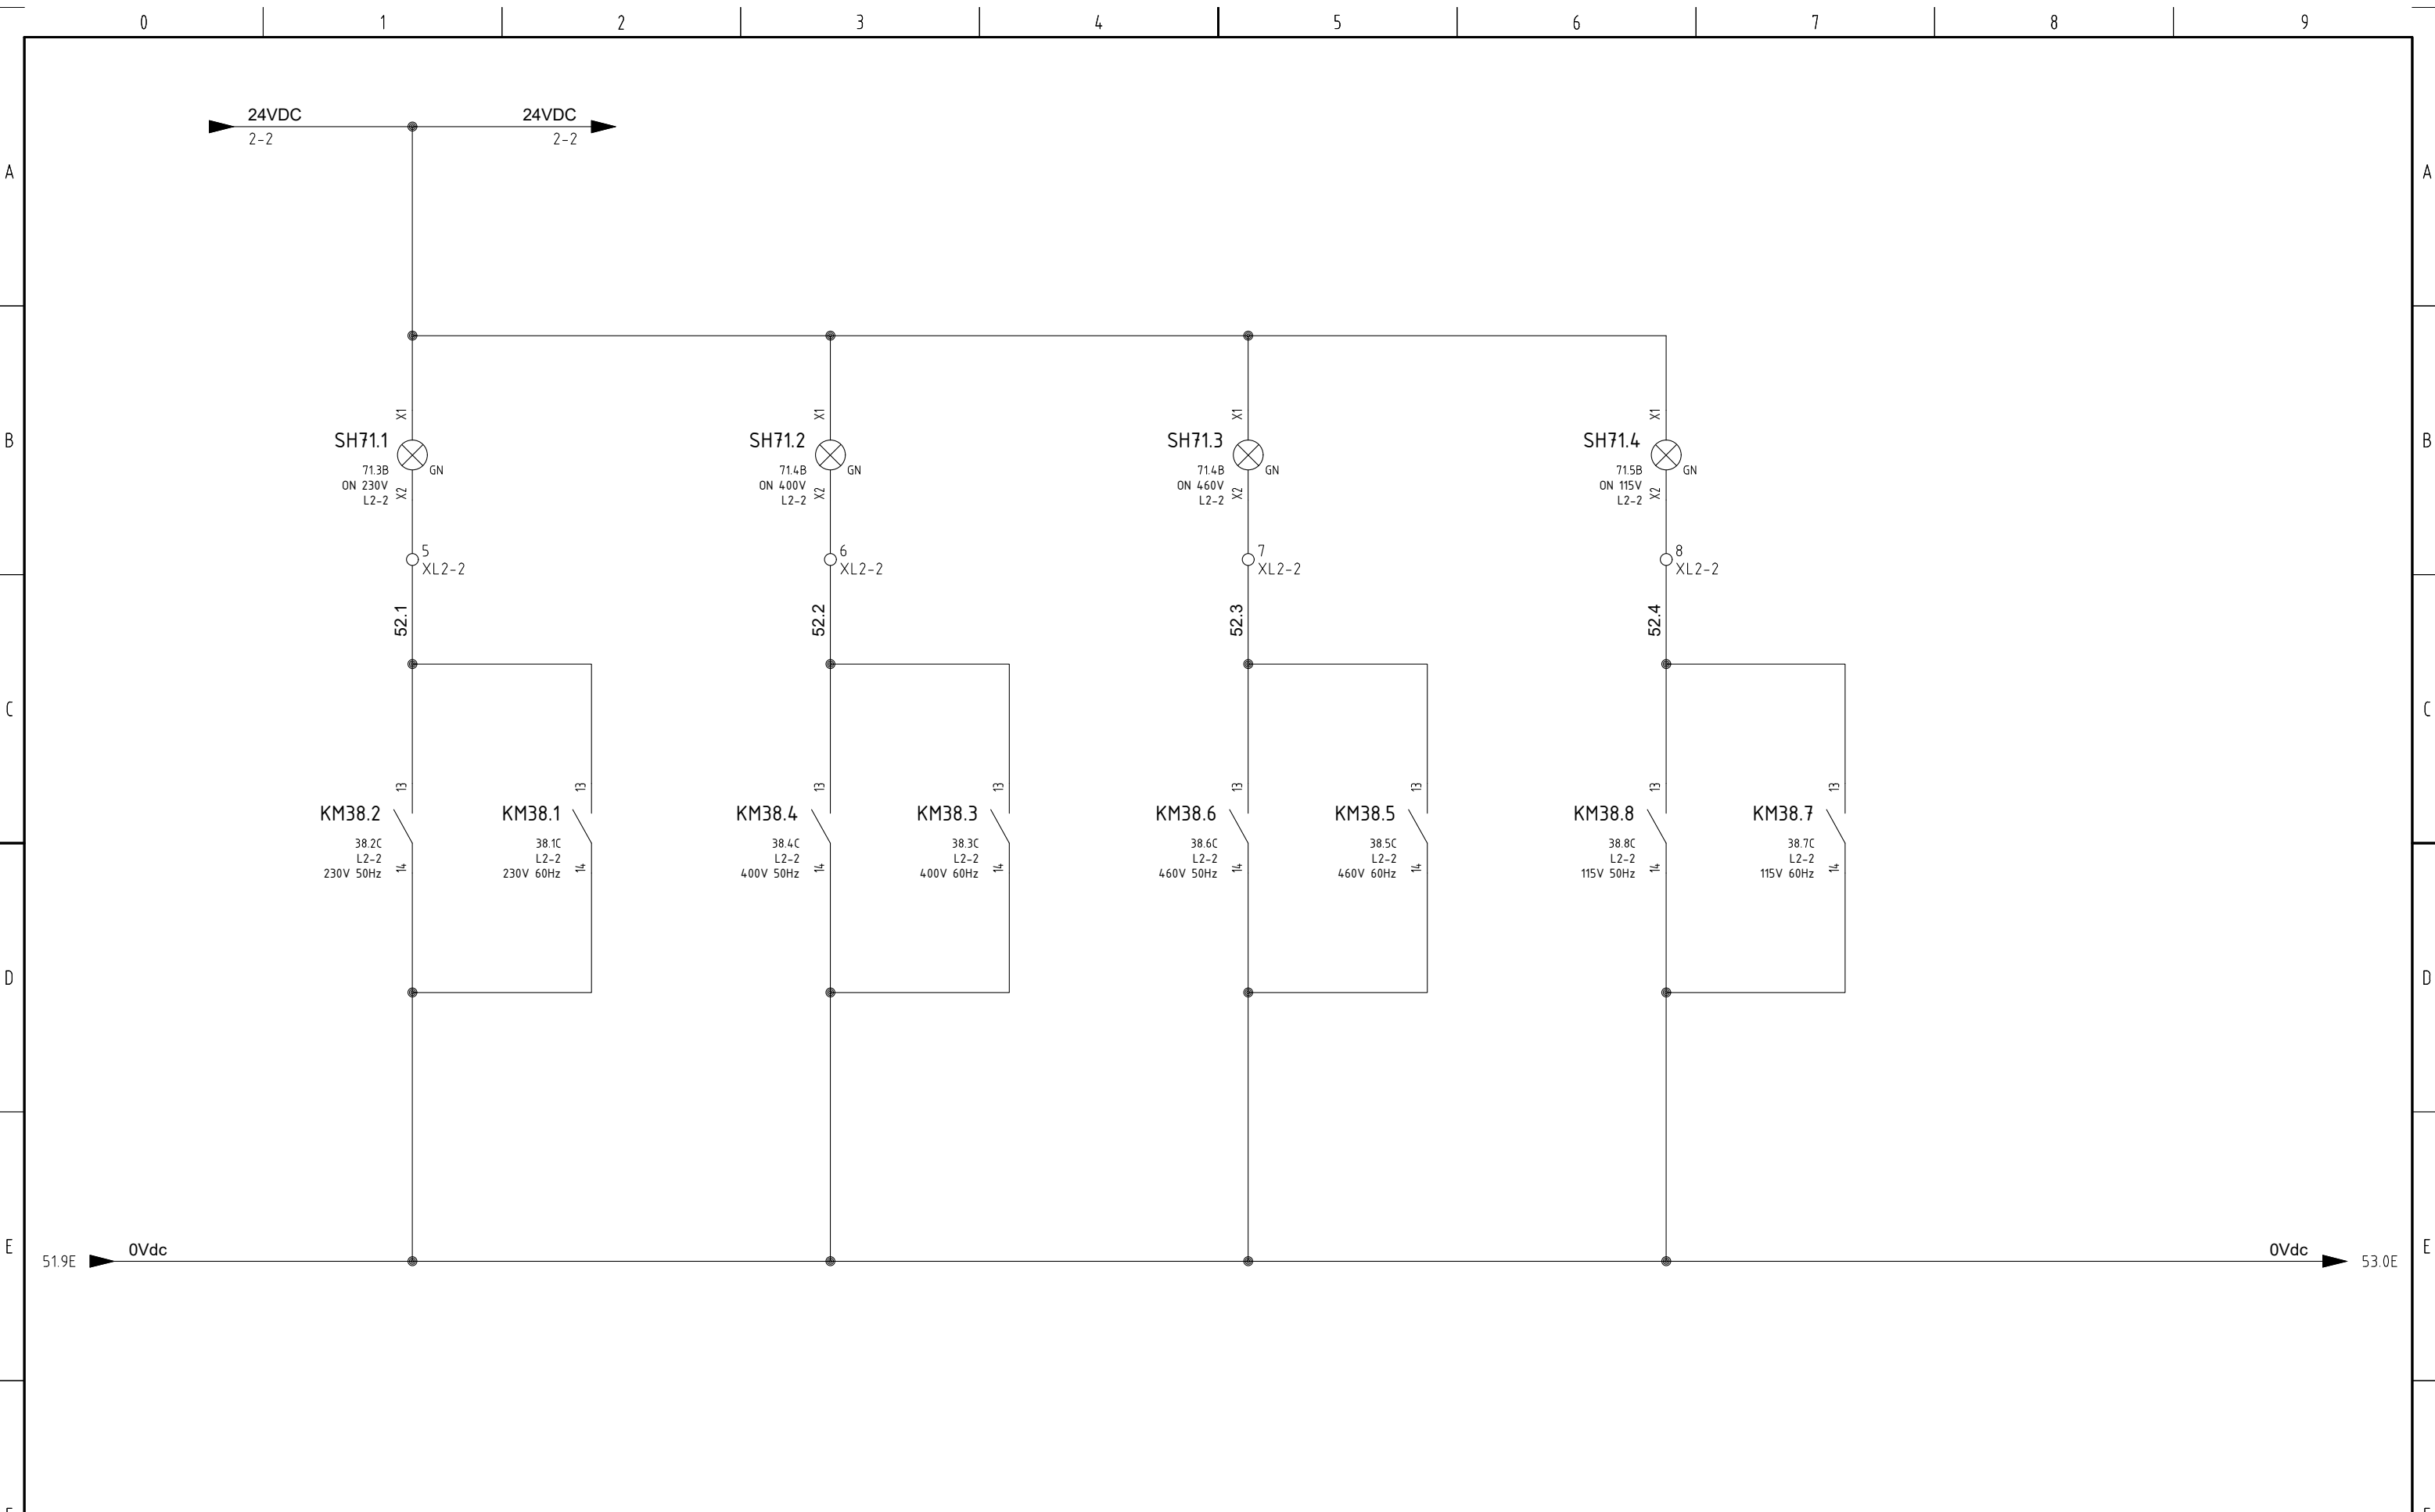 0 1 2 3 4 5 6 7 8 9
24VDC 24VDC
2-2 2-2
A A
X1 X1 X1 X1
B B
SH71.1 SH71.2 SH71.3 SH71.4
71.3B GN 71.4B GN 71.4B GN 71.5B GN
ON 230V ON 400V ON 460V ON 115V
X2 X2 X2 X2
L2-2 L2-2 L2-2 L2-2
5 6 7 8
XL2-2 XL2-2 XL2-2 XL2-2
52.1 52.2 52.3 52.4
C C
13 13 13 13 13 13 13 13
KM38.2 KM38.1 KM38.4 KM38.3 KM38.6 KM38.5 KM38.8 KM38.7
38.2C 38.1C 38.4C 38.3C 38.6C 38.5C 38.8C 38.7C
L2-2 L2-2 L2-2 L2-2 L2-2 L2-2 L2-2 L2-2
14 14 14 14 14 14 14 14
230V 50Hz 230V 60Hz 400V 50Hz 400V 60Hz 460V 50Hz 460V 60Hz 115V 50Hz 115V 60Hz
D D
E E
0Vdc 0Vdc
51.9E 53.0E